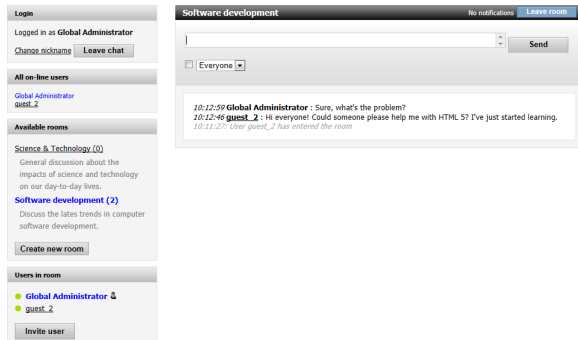 Login
Logged in as Global Administrator
Change nickname Leave chat
All on-line users
Global Administrator
guest_2
Available rooms
Science & Technology (0)
General discussion about the
impacts of science and technology
on our day-to-day lives.
Software development (2)
Discuss the lates trends in computer
software development.
Create new room
Users in room
Global Administrator
guest_2
Invite user
Software development No notifications Leave room
Send
Everyone
10:12:59 Global Administrator : Sure, what's the problem?
10:12:46 guest_2 : Hi everyone! Could someone please help me with HTML 5? I've just started learning.
10:11:27: User guest_2 has entered the room